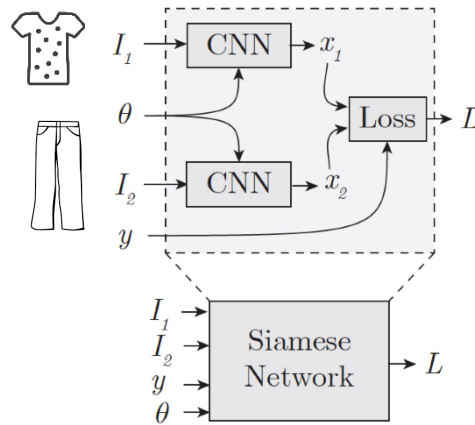 I₁
CNN
x₁
θ
Loss
L
I₂
CNN
x₂
y
I₁
I₂
y
θ
Siamese
Network
L